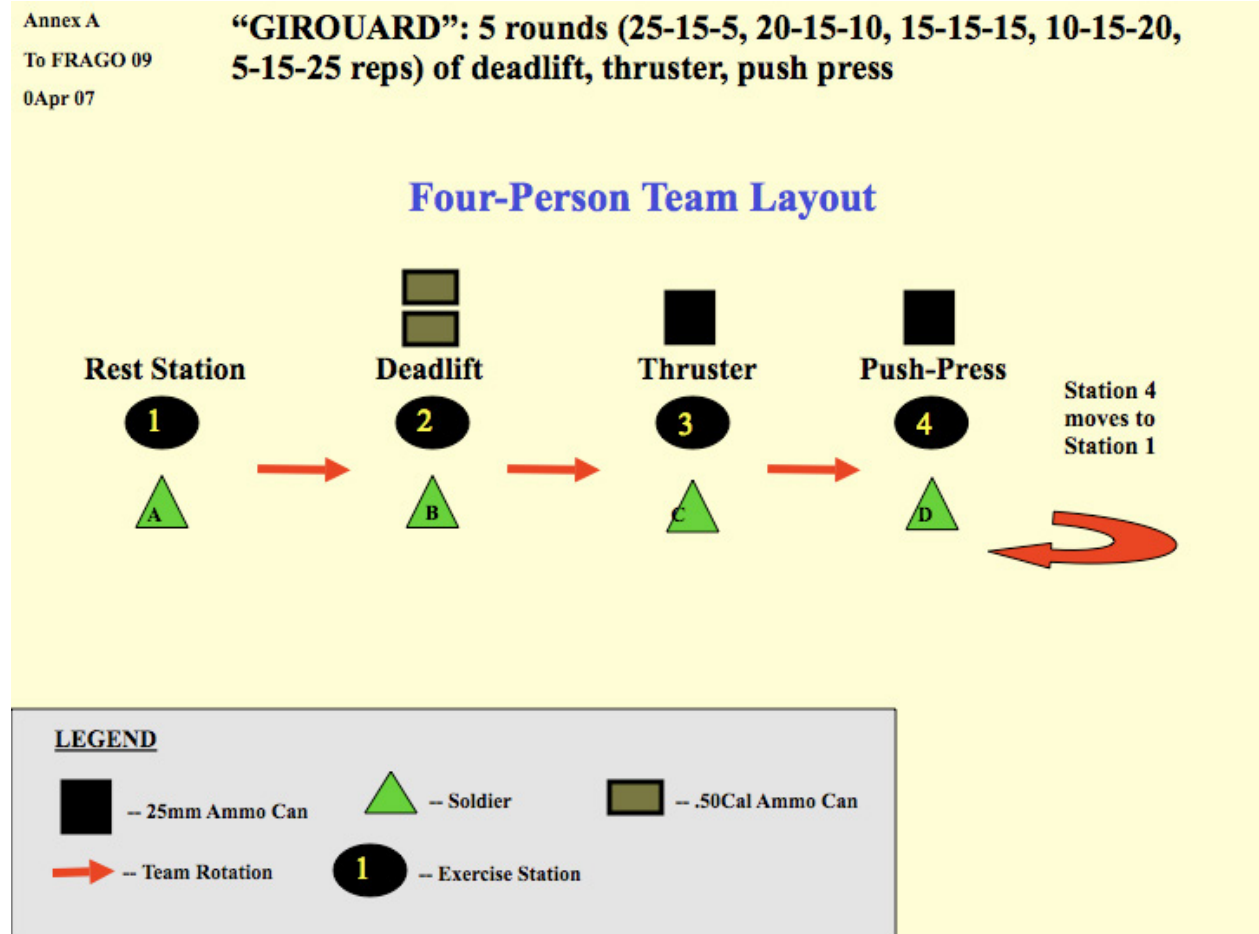 Annex A
To FRAGO 09
0Apr 07
“GIROUARD”: 5 rounds (25-15-5, 20-15-10, 15-15-15, 10-15-20,
5-15-25 reps) of deadlift, thruster, push press
Four-Person Team Layout
Rest Station
Deadlift
Thruster
Push-Press
1
2
3
4
Station 4
moves to
Station 1
A
B
C
D
LEGEND
-- 25mm Ammo Can
-- Soldier
-- .50Cal Ammo Can
-- Team Rotation
1
-- Exercise Station